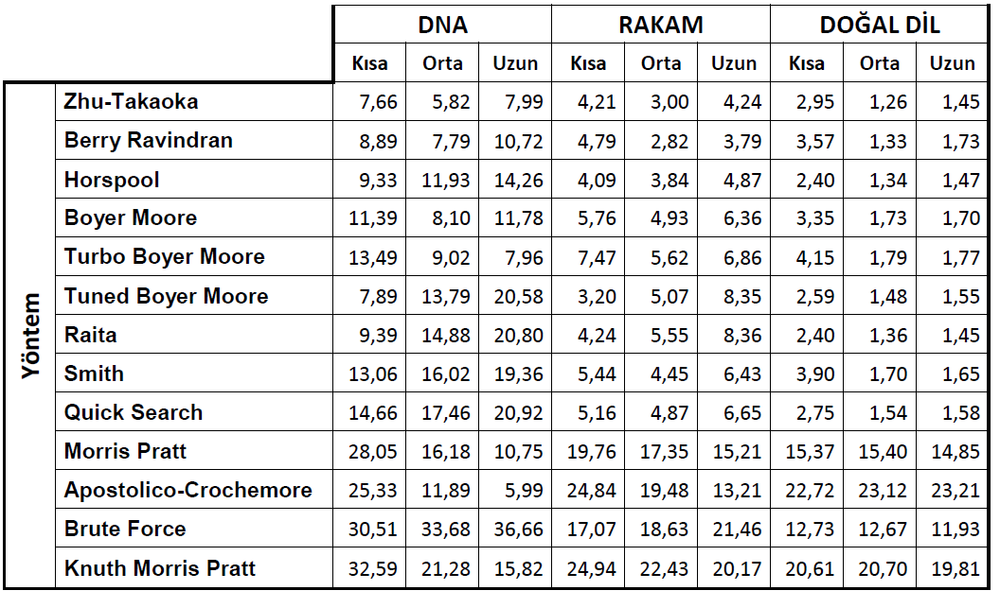 DNA RAKAM DOĞAL DİL
Kısa Orta Uzun Kısa Orta Uzun Kısa Orta Uzun
Yöntem
Zhu-Takaoka 7,66 5,82 7,99 4,21 3,00 4,24 2,95 1,26 1,45
Berry Ravindran 8,89 7,79 10,72 4,79 2,82 3,79 3,57 1,33 1,73
Horspool 9,33 11,93 14,26 4,09 3,84 4,87 2,40 1,34 1,47
Boyer Moore 11,39 8,10 11,78 5,76 4,93 6,36 3,35 1,73 1,70
Turbo Boyer Moore 13,49 9,02 7,96 7,47 5,62 6,86 4,15 1,79 1,77
Tuned Boyer Moore 7,89 13,79 20,58 3,20 5,07 8,35 2,59 1,48 1,55
Raita 9,39 14,88 20,80 4,24 5,55 8,36 2,40 1,36 1,45
Smith 13,06 16,02 19,36 5,44 4,45 6,43 3,90 1,70 1,65
Quick Search 14,66 17,46 20,92 5,16 4,87 6,65 2,75 1,54 1,58
Morris Pratt 28,05 16,18 10,75 19,76 17,35 15,21 15,37 15,40 14,85
Apostolico-Crochemore 25,33 11,89 5,99 24,84 19,48 13,21 22,72 23,12 23,21
Brute Force 30,51 33,68 36,66 17,07 18,63 21,46 12,73 12,67 11,93
Knuth Morris Pratt 32,59 21,28 15,82 24,94 22,43 20,17 20,61 20,70 19,81